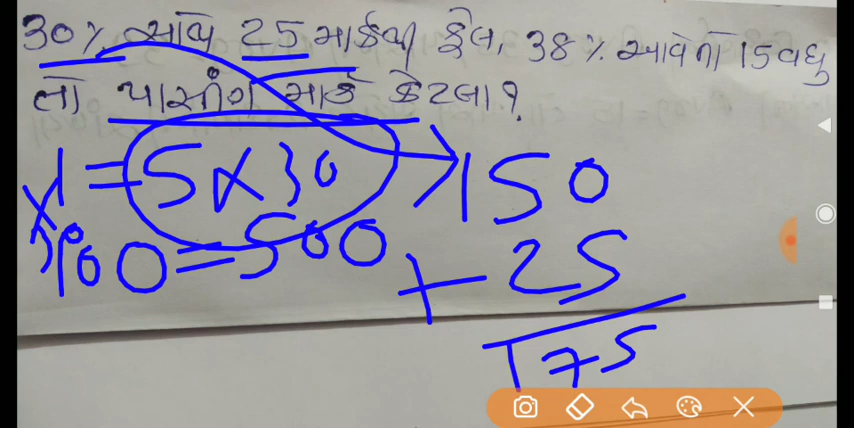 30% આવે 25 માર્કથી ફેલ, 38% આવે તો 15 વધુ
તો પાસીંગ માર્ક કેટલા?
1 = 5 × 30 → 150
100 = 500
+ 25
175